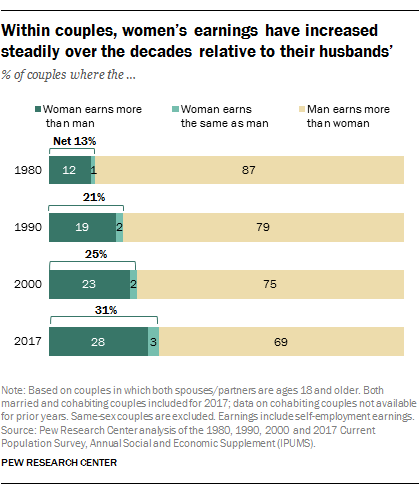 Within couples, women's earnings have increased
steadily over the decades relative to their husbands'
% of couples where the ...
Woman earns more
than man
Woman earns
the same as man
Man earns more
than woman
Net 13%
1980 12 1 87
21%
1990 19 2 79
25%
2000 23 2 75
31%
2017 28 3 69
Note: Based on couples in which both spouses/partners are ages 18 and older. Both
married and cohabiting couples included for 2017; data on cohabiting couples not available
for prior years. Same-sex couples are excluded. Earnings include self-employment earnings.
Source: Pew Research Center analysis of the 1980, 1990, 2000 and 2017 Current
Population Survey, Annual Social and Economic Supplement (IPUMS).
PEW RESEARCH CENTER